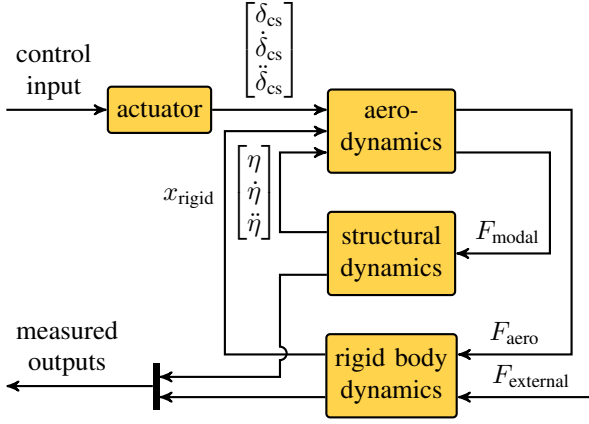 δcs
δ̇cs
δ̈cs
control
input
actuator
aero-
dynamics
η
η̇
η̈
xrigid
structural
dynamics
Fmodal
measured
outputs
rigid body
dynamics
Faero
Fexternal